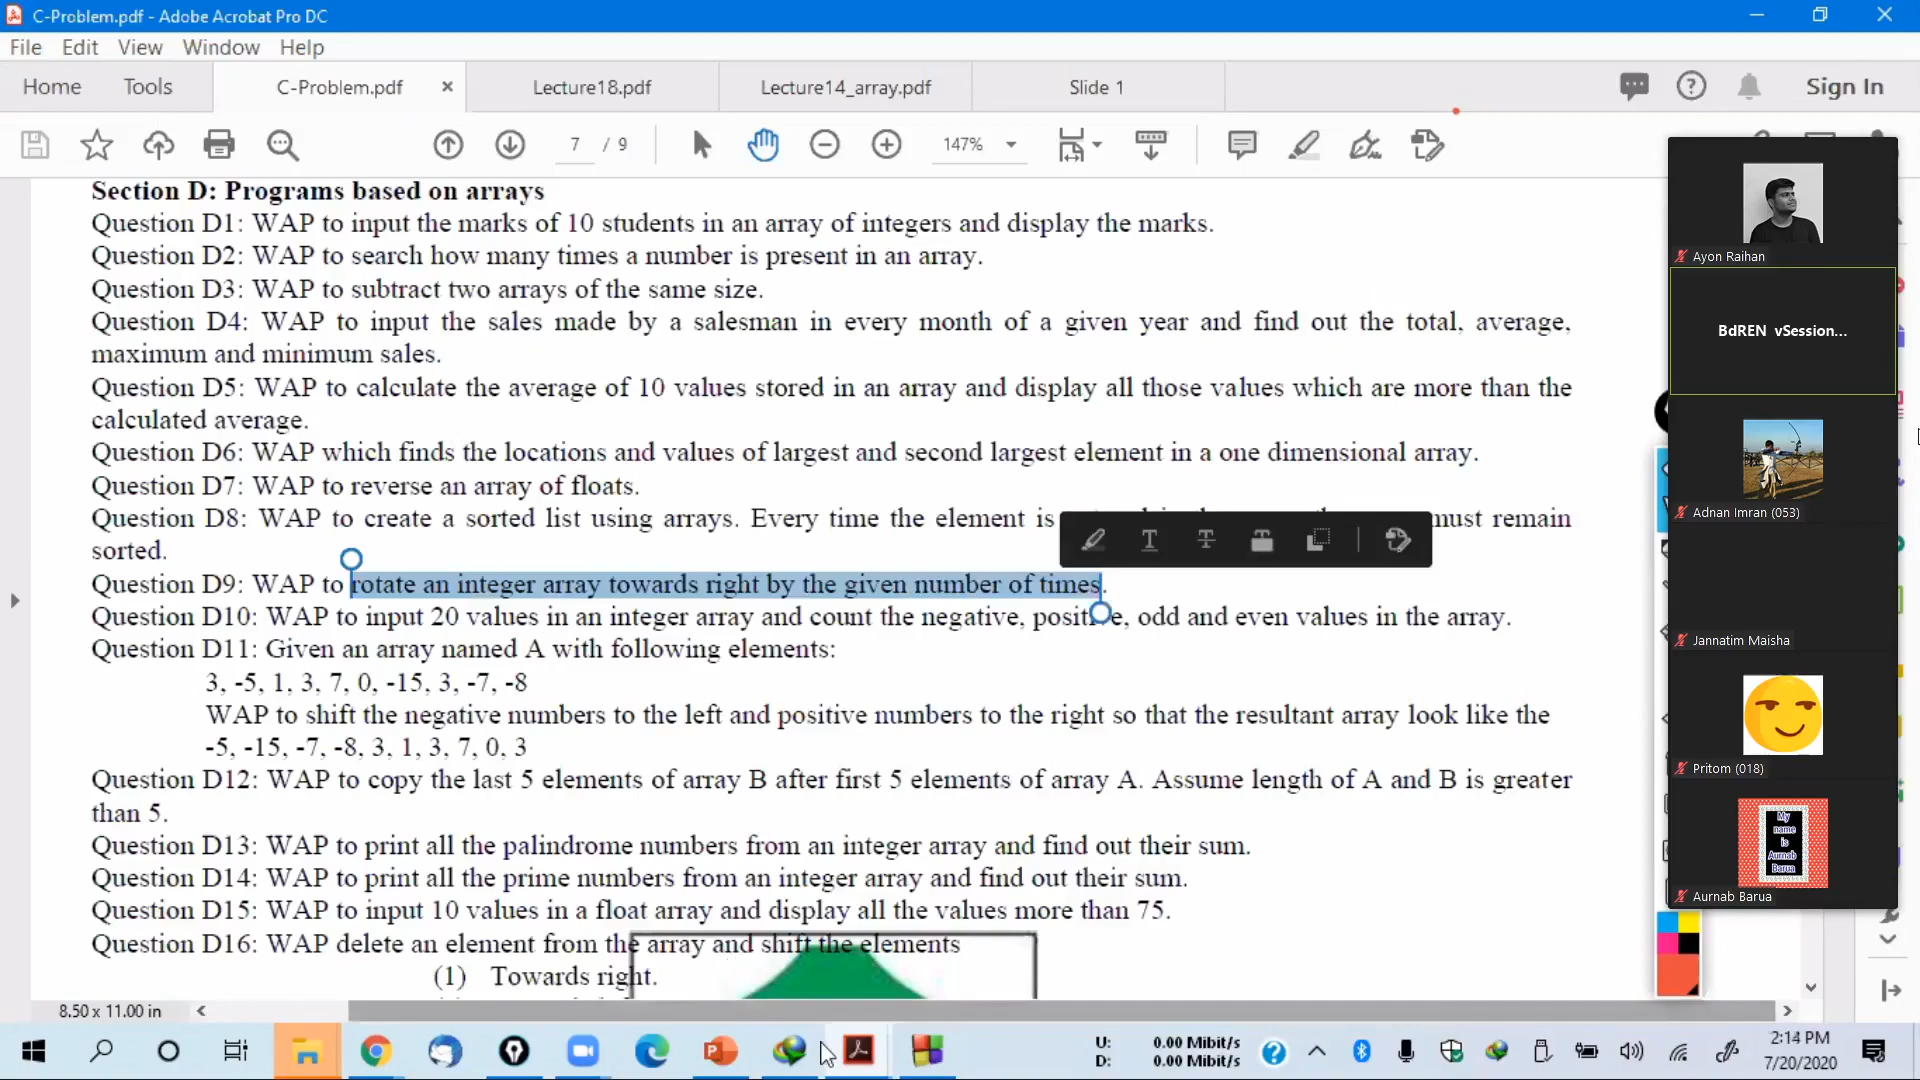 C-Problem.pdf - Adobe Acrobat Pro DC
File Edit View Window Help
Home Tools C-Problem.pdf × Lecture18.pdf Lecture14_array.pdf Slide 1 Sign In
7 / 9 147%
Section D: Programs based on arrays
Question D1: WAP to input the marks of 10 students in an array of integers and display the marks.
Question D2: WAP to search how many times a number is present in an array.
Question D3: WAP to subtract two arrays of the same size.
Question D4: WAP to input the sales made by a salesman in every month of a given year and find out the total, average,
maximum and minimum sales.
Question D5: WAP to calculate the average of 10 values stored in an array and display all those values which are more than the
calculated average.
Question D6: WAP which finds the locations and values of largest and second largest element in a one dimensional array.
Question D7: WAP to reverse an array of floats.
Question D8: WAP to create a sorted list using arrays. Every time the element is must remain
sorted.
Question D9: WAP to rotate an integer array towards right by the given number of times.
Question D10: WAP to input 20 values in an integer array and count the negative, positive, odd and even values in the array.
Question D11: Given an array named A with following elements:
3, -5, 1, 3, 7, 0, -15, 3, -7, -8
WAP to shift the negative numbers to the left and positive numbers to the right so that the resultant array look like the
-5, -15, -7, -8, 3, 1, 3, 7, 0, 3
Question D12: WAP to copy the last 5 elements of array B after first 5 elements of array A. Assume length of A and B is greater
than 5.
Question D13: WAP to print all the palindrome numbers from an integer array and find out their sum.
Question D14: WAP to print all the prime numbers from an integer array and find out their sum.
Question D15: WAP to input 10 values in a float array and display all the values more than 75.
Question D16: WAP delete an element from the array and shift the elements
(1) Towards right.
8.50 x 11.00 in
Ayon Raihan
BdREN vSession...
Adnan Imran (053)
Jannatim Maisha
Pritom (018)
My
name
is
Aurnab
Barua
Aurnab Barua
U: 0.00 Mibit/s
D: 0.00 Mibit/s
2:14 PM
7/20/2020